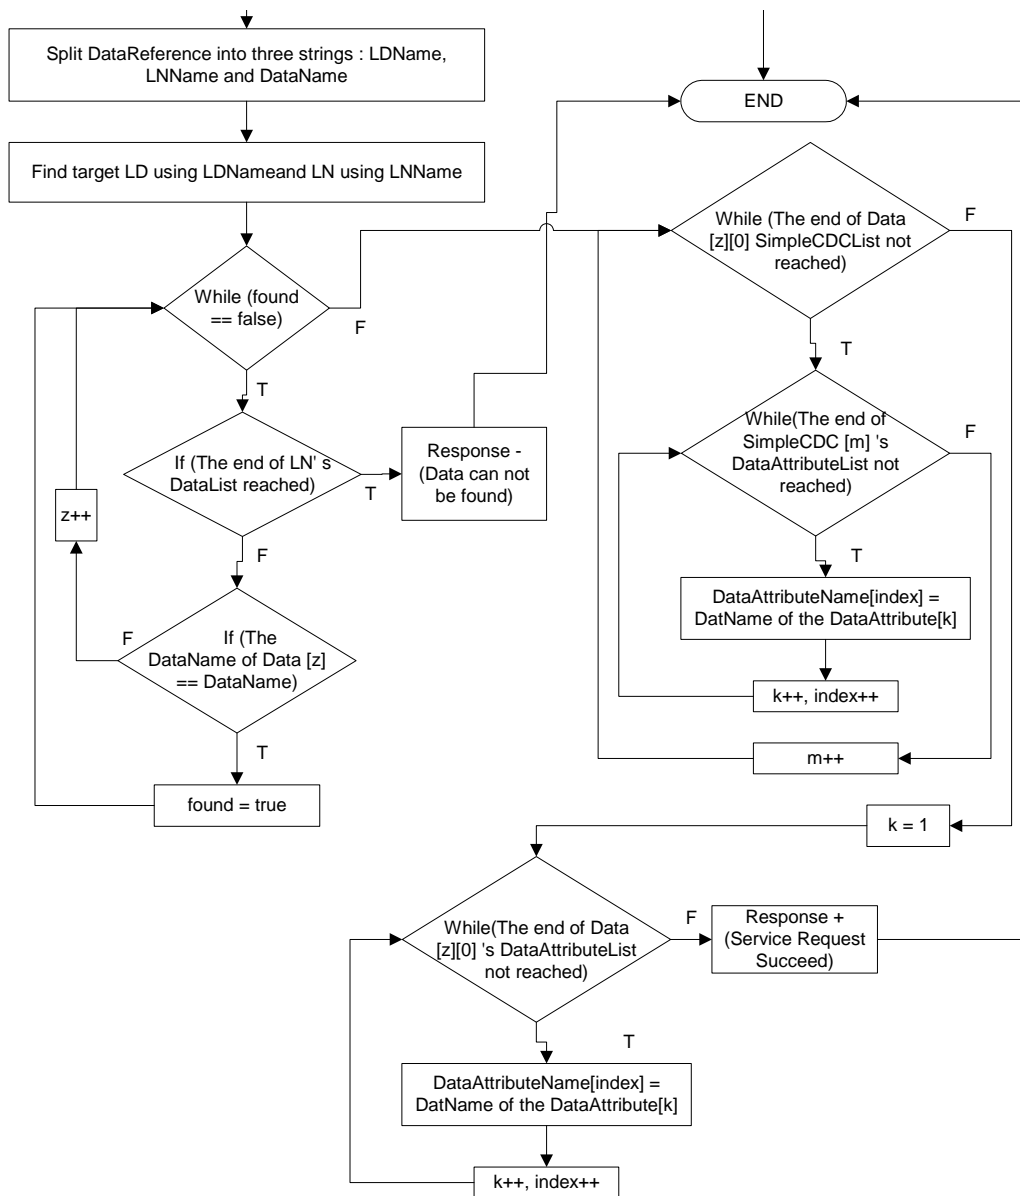 Split DataReference into three strings : LDName,
LNName and DataName
Find target LD using LDNameand LN using LNName
While (found
== false)
F
T
If (The end of LN' s
DataList reached)
T
Response -
(Data can not
be found)
z++
F
If (The
DataName of Data [z]
== DataName)
F
T
found = true
END
While (The end of Data
[z][0] SimpleCDCList not
reached)
F
T
While(The end of
SimpleCDC [m] 's
DataAttributeList not
reached)
F
T
DataAttributeName[index] =
DatName of the DataAttribute[k]
k++, index++
m++
k = 1
While(The end of Data
[z][0] 's DataAttributeList
not reached)
F
Response +
(Service Request
Succeed)
T
DataAttributeName[index] =
DatName of the DataAttribute[k]
k++, index++